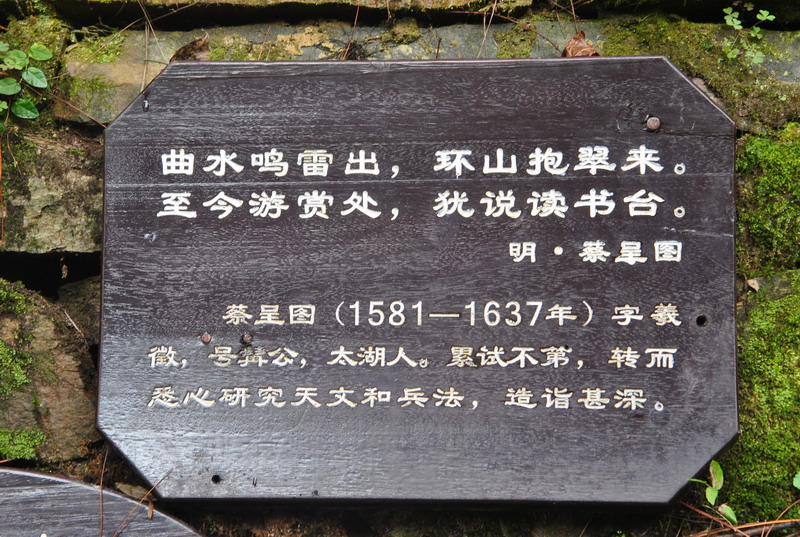 曲水鸣雷出，环山抱翠来。
至今游赏处，犹说读书台。
明·蔡呈图
蔡呈图（1581—1637年）字羲
徵，号彝公，太湖人。累试不第，转而
悉心研究天文和兵法，造诣甚深。